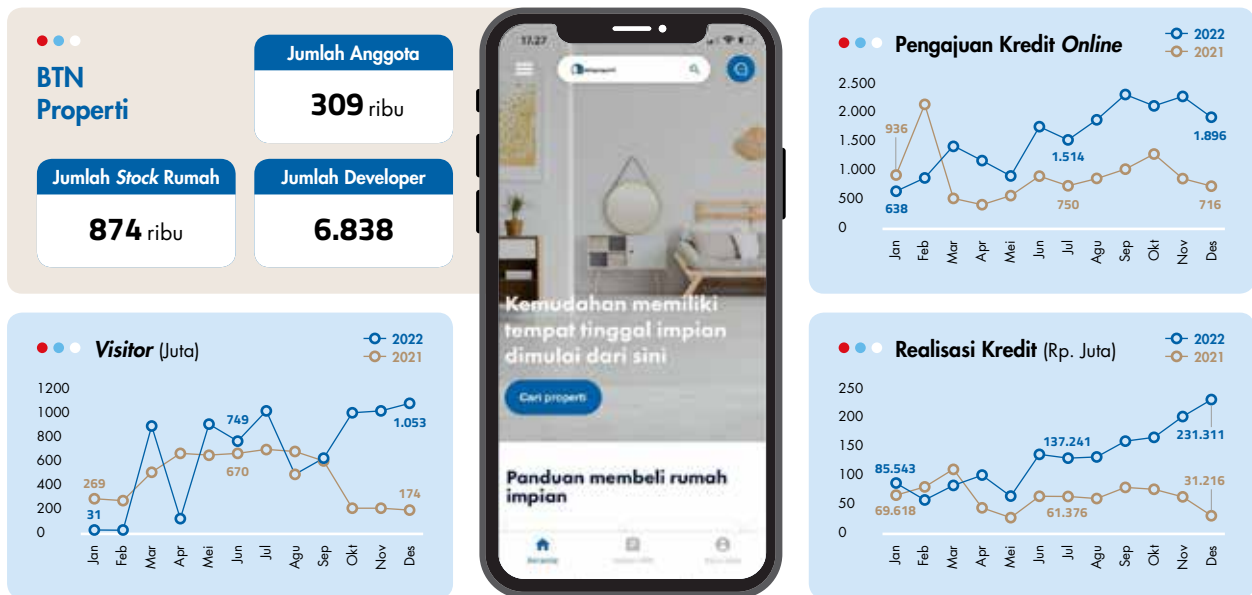 BTN
Properti
Jumlah Anggota
309 ribu
Jumlah Stock Rumah
874 ribu
Jumlah Developer
6.838
Visitor (Juta)
2022
2021
1200
1000
800
600
400
200
0
269
31
749
670
1.053
174
Jan
Feb
Mar
Apr
Mei
Jun
Jul
Agu
Sep
Okt
Nov
Des
17.27
Kemudahan memiliki
tempat tinggal impian
dimulai dari sini
Cari properti
Panduan membeli rumah
impian
Pengajuan Kredit Online
2022
2021
2.500
2.000
1.500
1.000
500
0
936
638
1.514
750
1.896
716
Jan
Feb
Mar
Apr
Mei
Jun
Jul
Agu
Sep
Okt
Nov
Des
Realisasi Kredit (Rp. Juta)
2022
2021
250
200
150
100
50
0
85.543
69.618
137.241
61.376
231.311
31.216
Jan
Feb
Mar
Apr
Mei
Jun
Jul
Agu
Sep
Okt
Nov
Des